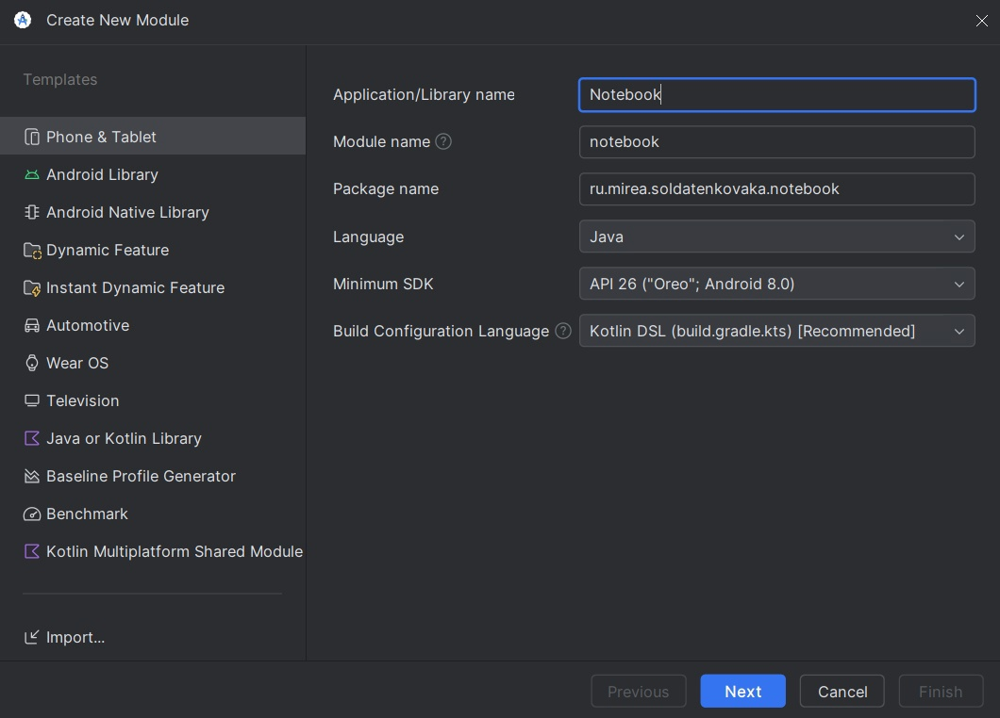 Create New Module
Templates
Phone & Tablet
Android Library
Android Native Library
Dynamic Feature
Instant Dynamic Feature
Automotive
Wear OS
Television
Java or Kotlin Library
Baseline Profile Generator
Benchmark
Kotlin Multiplatform Shared Module
Import...
Application/Library name Notebook
Module name ? notebook
Package name ru.mirea.soldatenkovaka.notebook
Language Java
Minimum SDK API 26 ("Oreo"; Android 8.0)
Build Configuration Language ? Kotlin DSL (build.gradle.kts) [Recommended]
Previous Next Cancel Finish